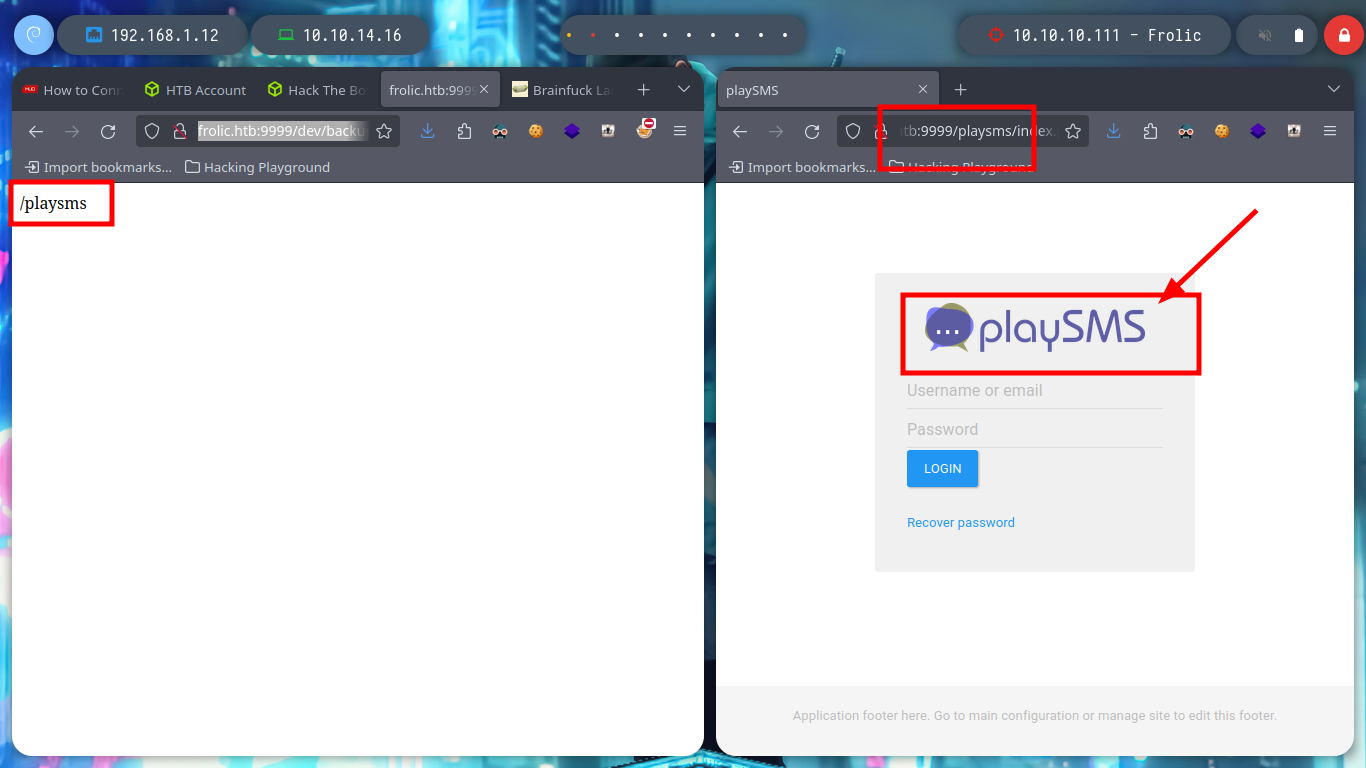 192.168.1.12
10.10.14.16
10.10.10.111 - Frolic
How to Conn
HTB Account
Hack The Bo
frolic.htb:999
Brainfuck La
frolic.htb:9999/dev/backu
Import bookmarks...
Hacking Playground
/playsms
playSMS
tb:9999/playsms/index.
Import bookmarks...
Hacking Playground
playSMS
Username or email
Password
LOGIN
Recover password
Application footer here. Go to main configuration or manage site to edit this footer.